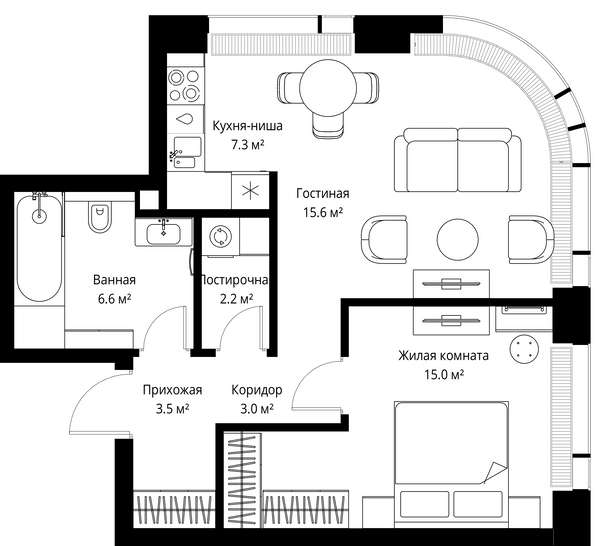 Кухня-ниша
7.3 м²
Гостиная
15.6 м²
Ванная
6.6 м²
Постирочна
2.2 м²
Жилая комната
15.0 м²
Прихожая
3.5 м²
Коридор
3.0 м²